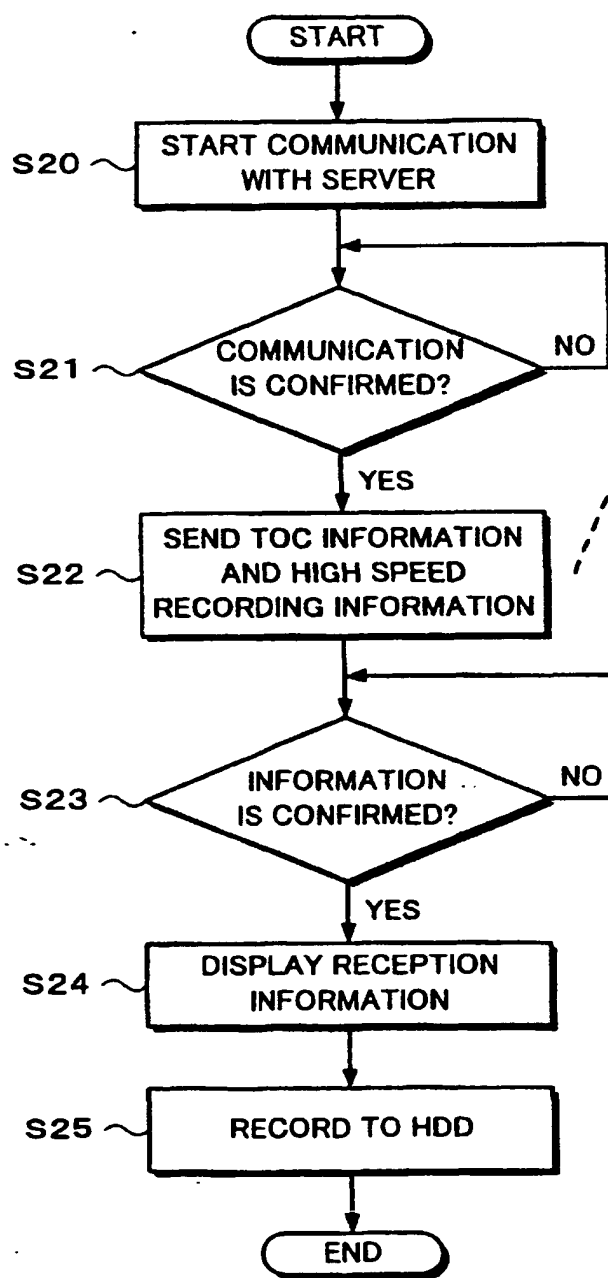 START
S20
START COMMUNICATION
WITH SERVER
S21
COMMUNICATION
IS CONFIRMED?
NO
YES
S22
SEND TOC INFORMATION
AND HIGH SPEED
RECORDING INFORMATION
S23
INFORMATION
IS CONFIRMED?
NO
YES
S24
DISPLAY RECEPTION
INFORMATION
S25
RECORD TO HDD
END